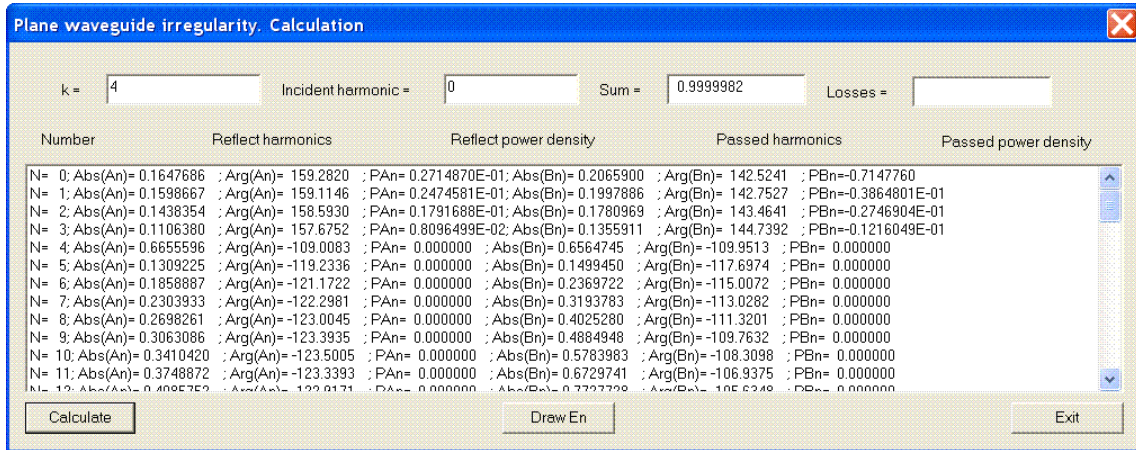 Plane waveguide irregularity. Calculation
k = 4 Incident harmonic = 0 Sum = 0.9999982 Losses =
Number Reflect harmonics Reflect power density Passed harmonics Passed power density
N= 0; Abs(An)= 0.1647686 ; Arg(An)= 159.2820 ; PAn= 0.2714870E-01; Abs(Bn)= 0.2065900 ; Arg(Bn)= 142.5241 ; PBn=-0.7147760
N= 1; Abs(An)= 0.1598667 ; Arg(An)= 159.1146 ; PAn= 0.2474581E-01; Abs(Bn)= 0.1997886 ; Arg(Bn)= 142.7527 ; PBn=-0.3864801E-01
N= 2; Abs(An)= 0.1438354 ; Arg(An)= 158.5930 ; PAn= 0.1791688E-01; Abs(Bn)= 0.1780969 ; Arg(Bn)= 143.4641 ; PBn=-0.2746904E-01
N= 3; Abs(An)= 0.1106380 ; Arg(An)= 157.6752 ; PAn= 0.8096499E-02; Abs(Bn)= 0.1355911 ; Arg(Bn)= 144.7392 ; PBn=-0.1216049E-01
N= 4; Abs(An)= 0.6655596 ; Arg(An)= -109.0083 ; PAn= 0.000000 ; Abs(Bn)= 0.6564745 ; Arg(Bn)= -109.9513 ; PBn= 0.000000
N= 5; Abs(An)= 0.1309225 ; Arg(An)= -119.2336 ; PAn= 0.000000 ; Abs(Bn)= 0.1499450 ; Arg(Bn)= -117.6974 ; PBn= 0.000000
N= 6; Abs(An)= 0.1858887 ; Arg(An)= -121.1722 ; PAn= 0.000000 ; Abs(Bn)= 0.2369722 ; Arg(Bn)= -115.0072 ; PBn= 0.000000
N= 7; Abs(An)= 0.2303933 ; Arg(An)= -122.2981 ; PAn= 0.000000 ; Abs(Bn)= 0.3193783 ; Arg(Bn)= -113.0282 ; PBn= 0.000000
N= 8; Abs(An)= 0.2698261 ; Arg(An)= -123.0045 ; PAn= 0.000000 ; Abs(Bn)= 0.4025280 ; Arg(Bn)= -111.3201 ; PBn= 0.000000
N= 9; Abs(An)= 0.3063086 ; Arg(An)= -123.3935 ; PAn= 0.000000 ; Abs(Bn)= 0.4884948 ; Arg(Bn)= -109.7632 ; PBn= 0.000000
N= 10; Abs(An)= 0.3410420 ; Arg(An)= -123.5005 ; PAn= 0.000000 ; Abs(Bn)= 0.5783983 ; Arg(Bn)= -108.3098 ; PBn= 0.000000
N= 11; Abs(An)= 0.3748872 ; Arg(An)= -123.3393 ; PAn= 0.000000 ; Abs(Bn)= 0.6729741 ; Arg(Bn)= -106.9375 ; PBn= 0.000000
Calculate Draw En Exit